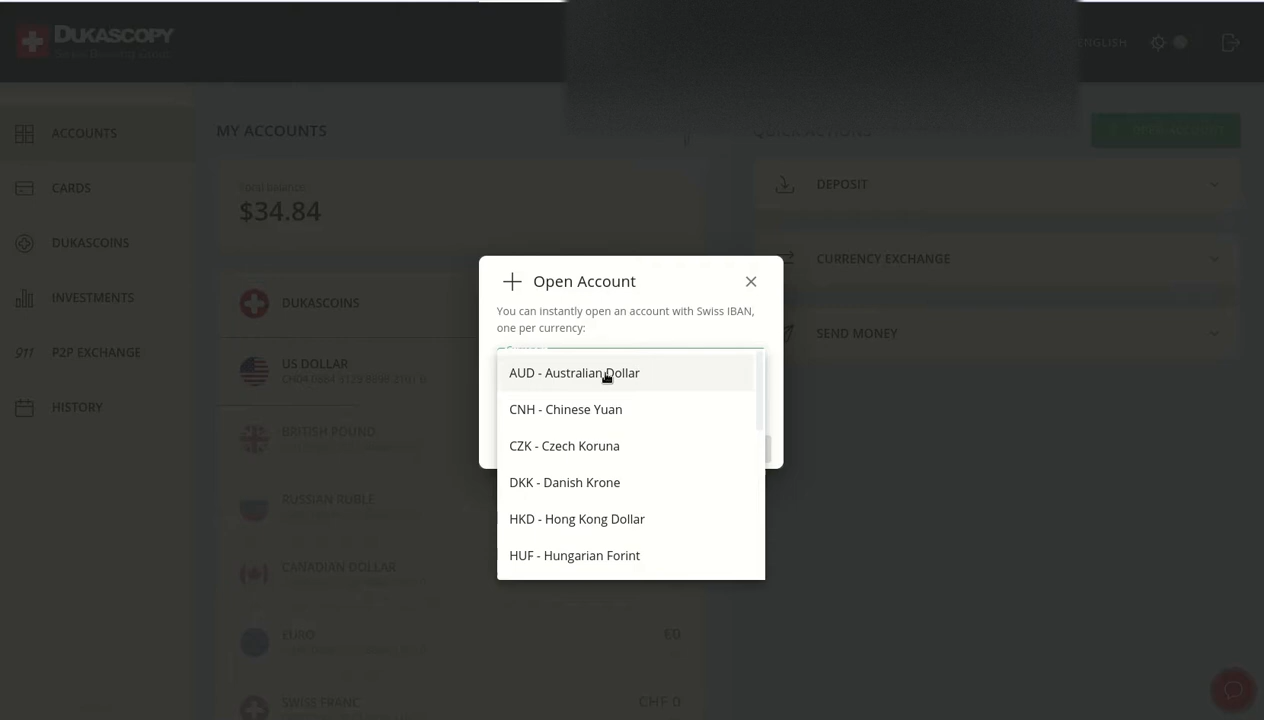 DUKASCOPY
ENGLISH
ACCOUNTS
CARDS
DUKASCOINS
INVESTMENTS
911 P2P EXCHANGE
HISTORY
MY ACCOUNTS
Total balance:
$34.84
DUKASCOINS
US DOLLAR
BRITISH POUND
RUSSIAN RUBLE
CANADIAN DOLLAR
EURO
€0
SWISS FRANC
CHF 0
QUICK ACTIONS
OPEN ACCOUNT
DEPOSIT
CURRENCY EXCHANGE
SEND MONEY
Open Account
You can instantly open an account with Swiss IBAN,
one per currency:
Currency
AUD - Australian Dollar
CNH - Chinese Yuan
CZK - Czech Koruna
DKK - Danish Krone
HKD - Hong Kong Dollar
HUF - Hungarian Forint